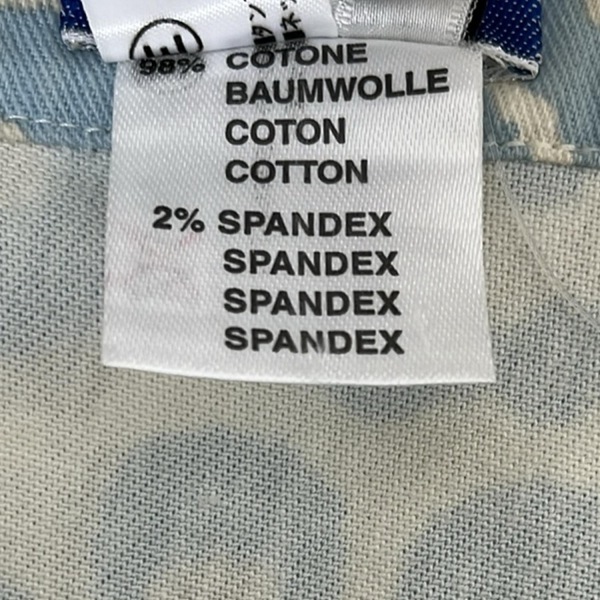 98% COTONE
BAUMWOLLE
COTON
COTTON
2% SPANDEX
SPANDEX
SPANDEX
SPANDEX